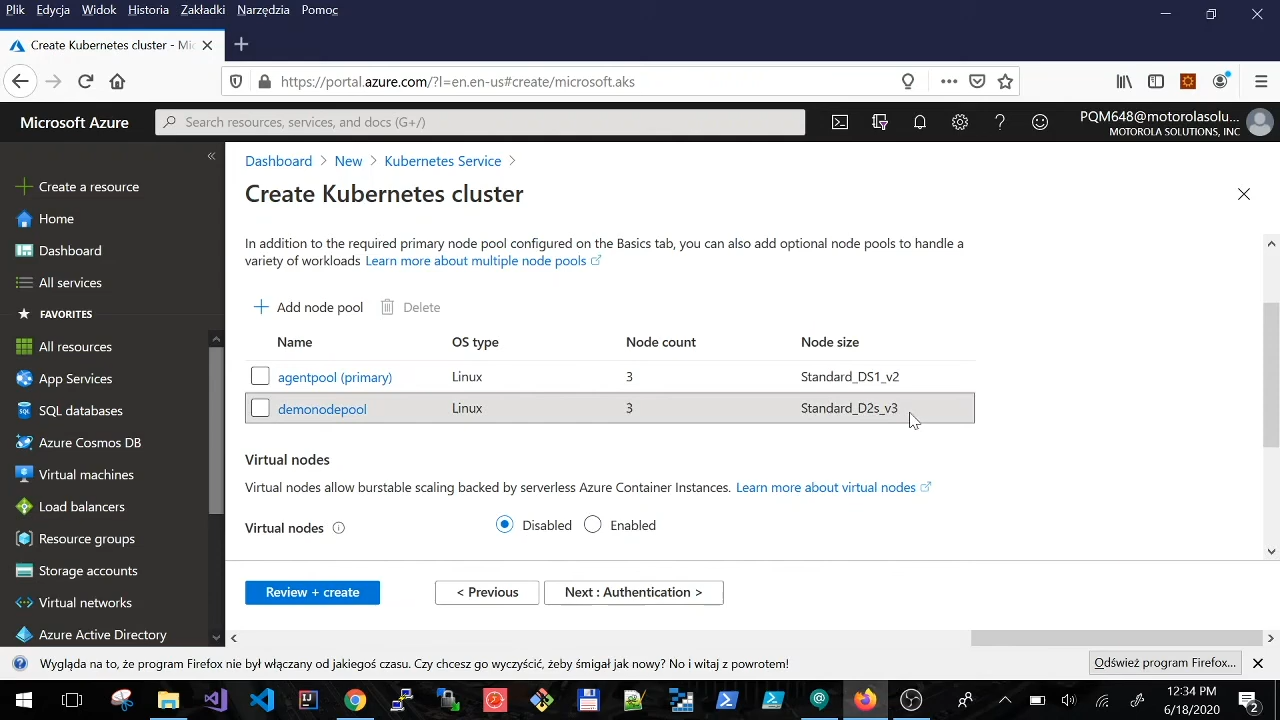 Plik Edycja Widok Historia Zakładki Narzędzia Pomoc
Create Kubernetes cluster - Mic
https://portal.azure.com/?l=en.en-us#create/microsoft.aks
Microsoft Azure
Search resources, services, and docs (G+/)
PQM648@motorolasolu...
MOTOROLA SOLUTIONS, INC
Create a resource
Home
Dashboard
All services
FAVORITES
All resources
App Services
SQL databases
Azure Cosmos DB
Virtual machines
Load balancers
Resource groups
Storage accounts
Virtual networks
Azure Active Directory
Dashboard > New > Kubernetes Service >
Create Kubernetes cluster
In addition to the required primary node pool configured on the Basics tab, you can also add optional node pools to handle a
variety of workloads Learn more about multiple node pools
Add node pool Delete
Name OS type Node count Node size
agentpool (primary) Linux 3 Standard_DS1_v2
demonodepool Linux 3 Standard_D2s_v3
Virtual nodes
Virtual nodes allow burstable scaling backed by serverless Azure Container Instances. Learn more about virtual nodes
Virtual nodes Disabled Enabled
Review + create < Previous Next : Authentication >
Wygląda na to, że program Firefox nie był włączany od jakiegoś czasu. Czy chcesz go wyczyścić, żeby śmigał jak nowy? No i witaj z powrotem!
Odśwież program Firefox...
12:34 PM
6/18/2020
2